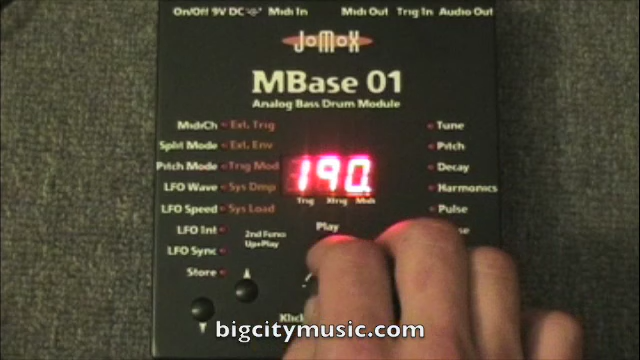 On/Off 9V DC Midi In Midi Out Trig In Audio Out
JoMoX
MBase 01
Analog Bass Drum Module
MidiCh Ext. Trig Tune
Split Mode Ext. Env Pitch
Pitch Mode Trig Mod Decay
190.
LFO Wave Sys Dmp Harmonics
Trig Xtrig Midi
LFO Speed Sys Load Pulse
LFO Int Play
2nd Func
Up+Play
LFO Sync
Store
Klick
bigcitymusic.com